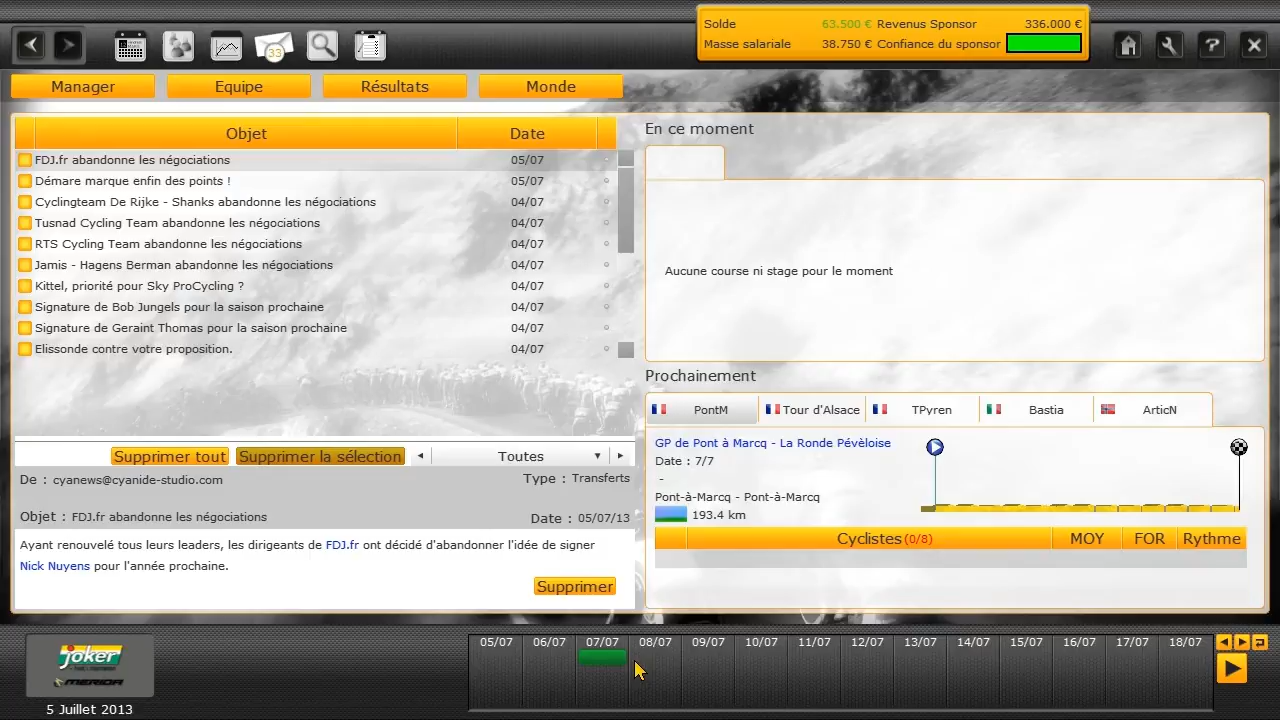 Solde 63.500 € Revenus Sponsor 336.000 €
Masse salariale 38.750 € Confiance du sponsor
33
Manager Equipe Résultats Monde
Objet Date
FDJ.fr abandonne les négociations 05/07
Démare marque enfin des points ! 05/07
Cyclingteam De Rijke - Shanks abandonne les négociations 04/07
Tusnad Cycling Team abandonne les négociations 04/07
RTS Cycling Team abandonne les négociations 04/07
Jamis - Hagens Berman abandonne les négociations 04/07
Kittel, priorité pour Sky ProCycling ? 04/07
Signature de Bob Jungels pour la saison prochaine 04/07
Signature de Geraint Thomas pour la saison prochaine 04/07
Elissonde contre votre proposition. 04/07
Supprimer tout Supprimer la sélection Toutes
De : cyanews@cyanide-studio.com Type : Transferts
Objet : FDJ.fr abandonne les négociations Date : 05/07/13
Ayant renouvelé tous leurs leaders, les dirigeants de FDJ.fr ont décidé d'abandonner l'idée de signer
Nick Nuyens pour l'année prochaine.
Supprimer
En ce moment
Aucune course ni stage pour le moment
Prochainement
PontM Tour d'Alsace TPyren Bastia ArticN
GP de Pont à Marcq - La Ronde Pévèloise
Date : 7/7
-
Pont-à-Marcq - Pont-à-Marcq
193.4 km
Cyclistes (0/8) MOY FOR Rythme
05/07 06/07 07/07 08/07 09/07 10/07 11/07 12/07 13/07 14/07 15/07 16/07 17/07 18/07
joker
MERIDA
5 Juillet 2013